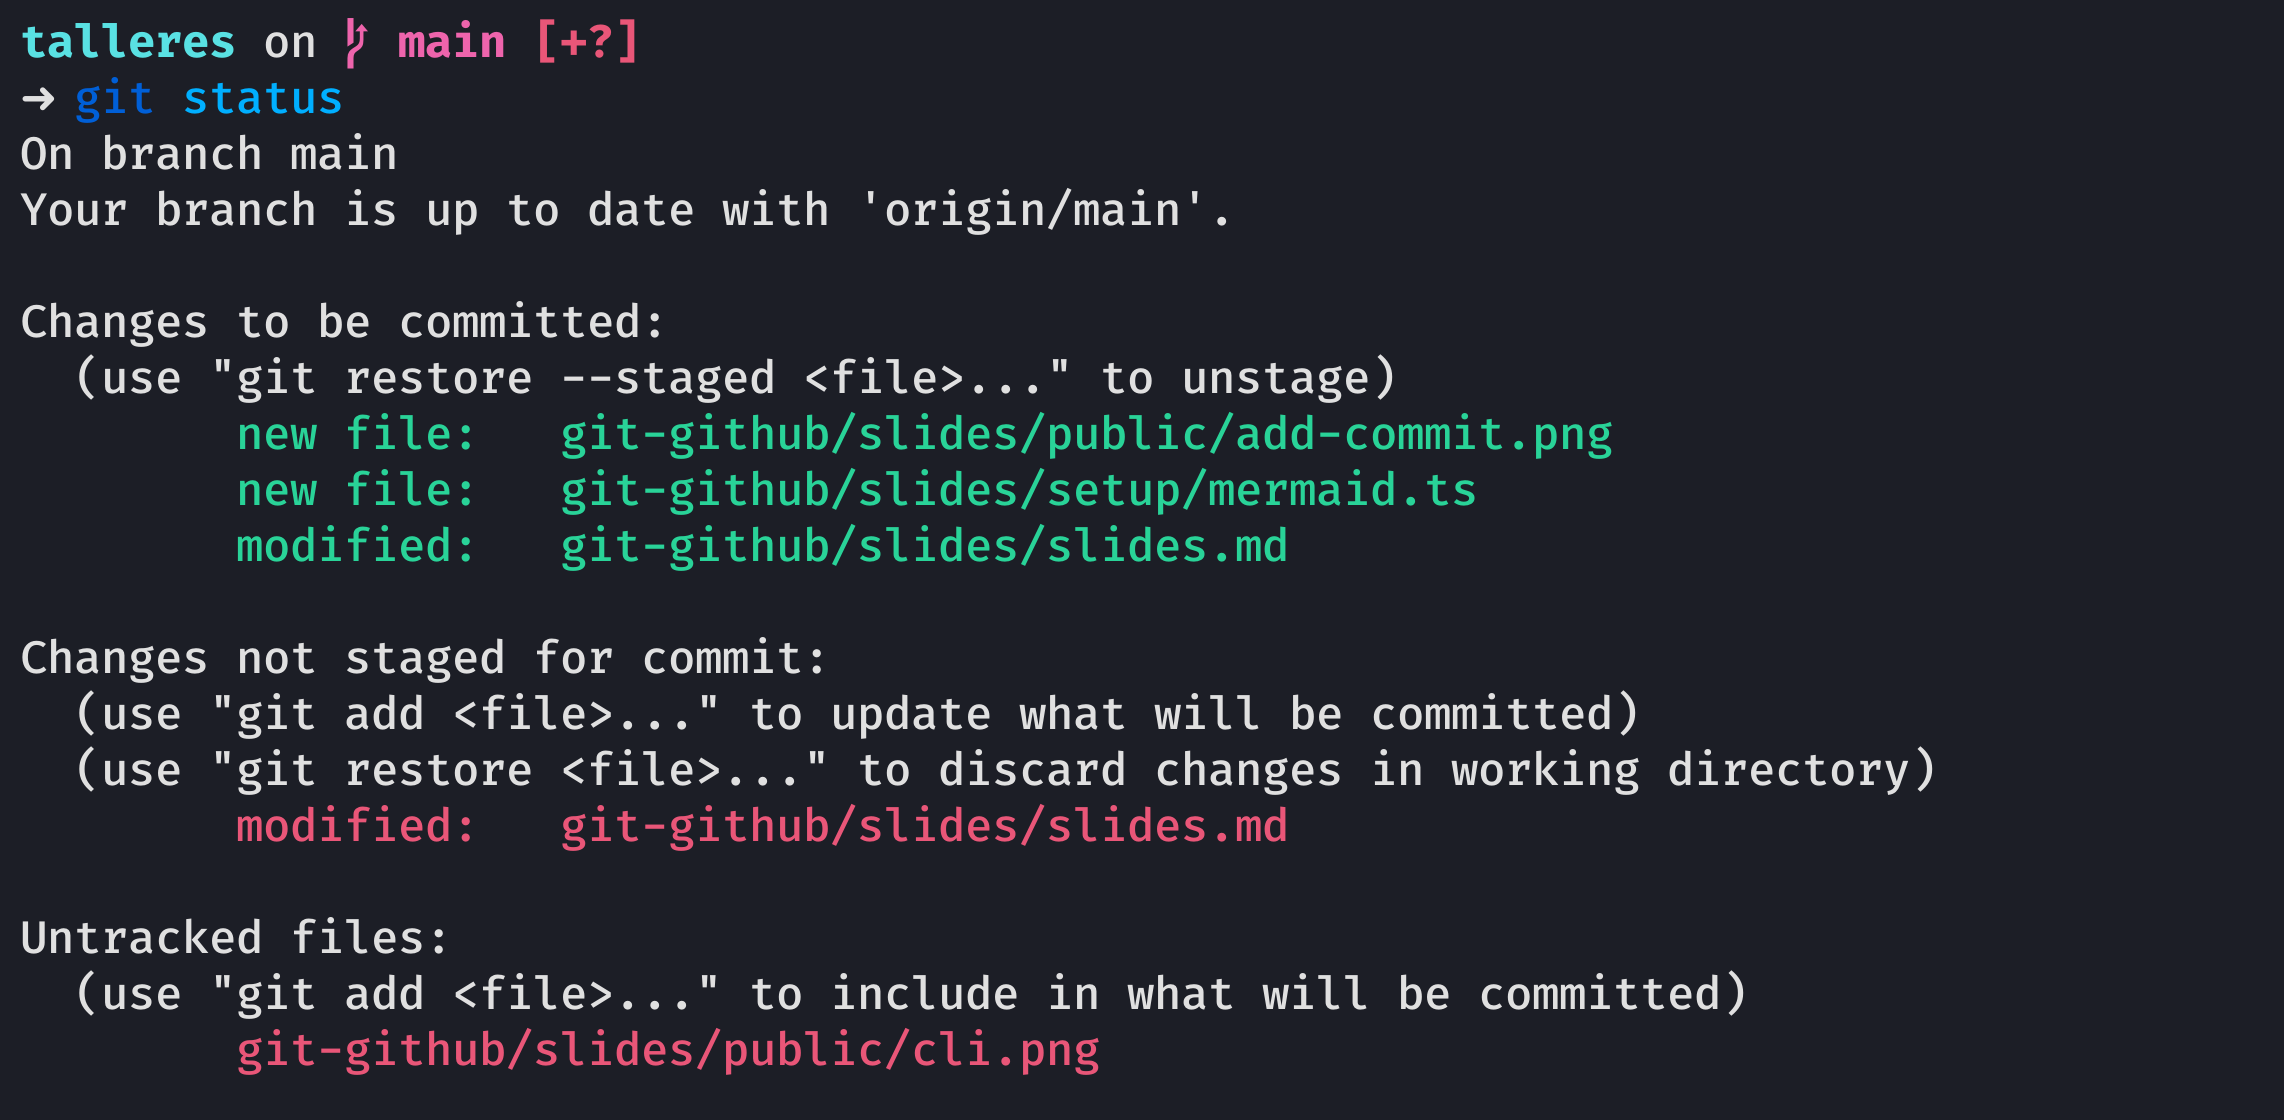 talleres on main [+?]
➜ git status
On branch main
Your branch is up to date with 'origin/main'.
Changes to be committed:
(use "git restore --staged <file>..." to unstage)
new file: git-github/slides/public/add-commit.png
new file: git-github/slides/setup/mermaid.ts
modified: git-github/slides/slides.md
Changes not staged for commit:
(use "git add <file>..." to update what will be committed)
(use "git restore <file>..." to discard changes in working directory)
modified: git-github/slides/slides.md
Untracked files:
(use "git add <file>..." to include in what will be committed)
git-github/slides/public/cli.png